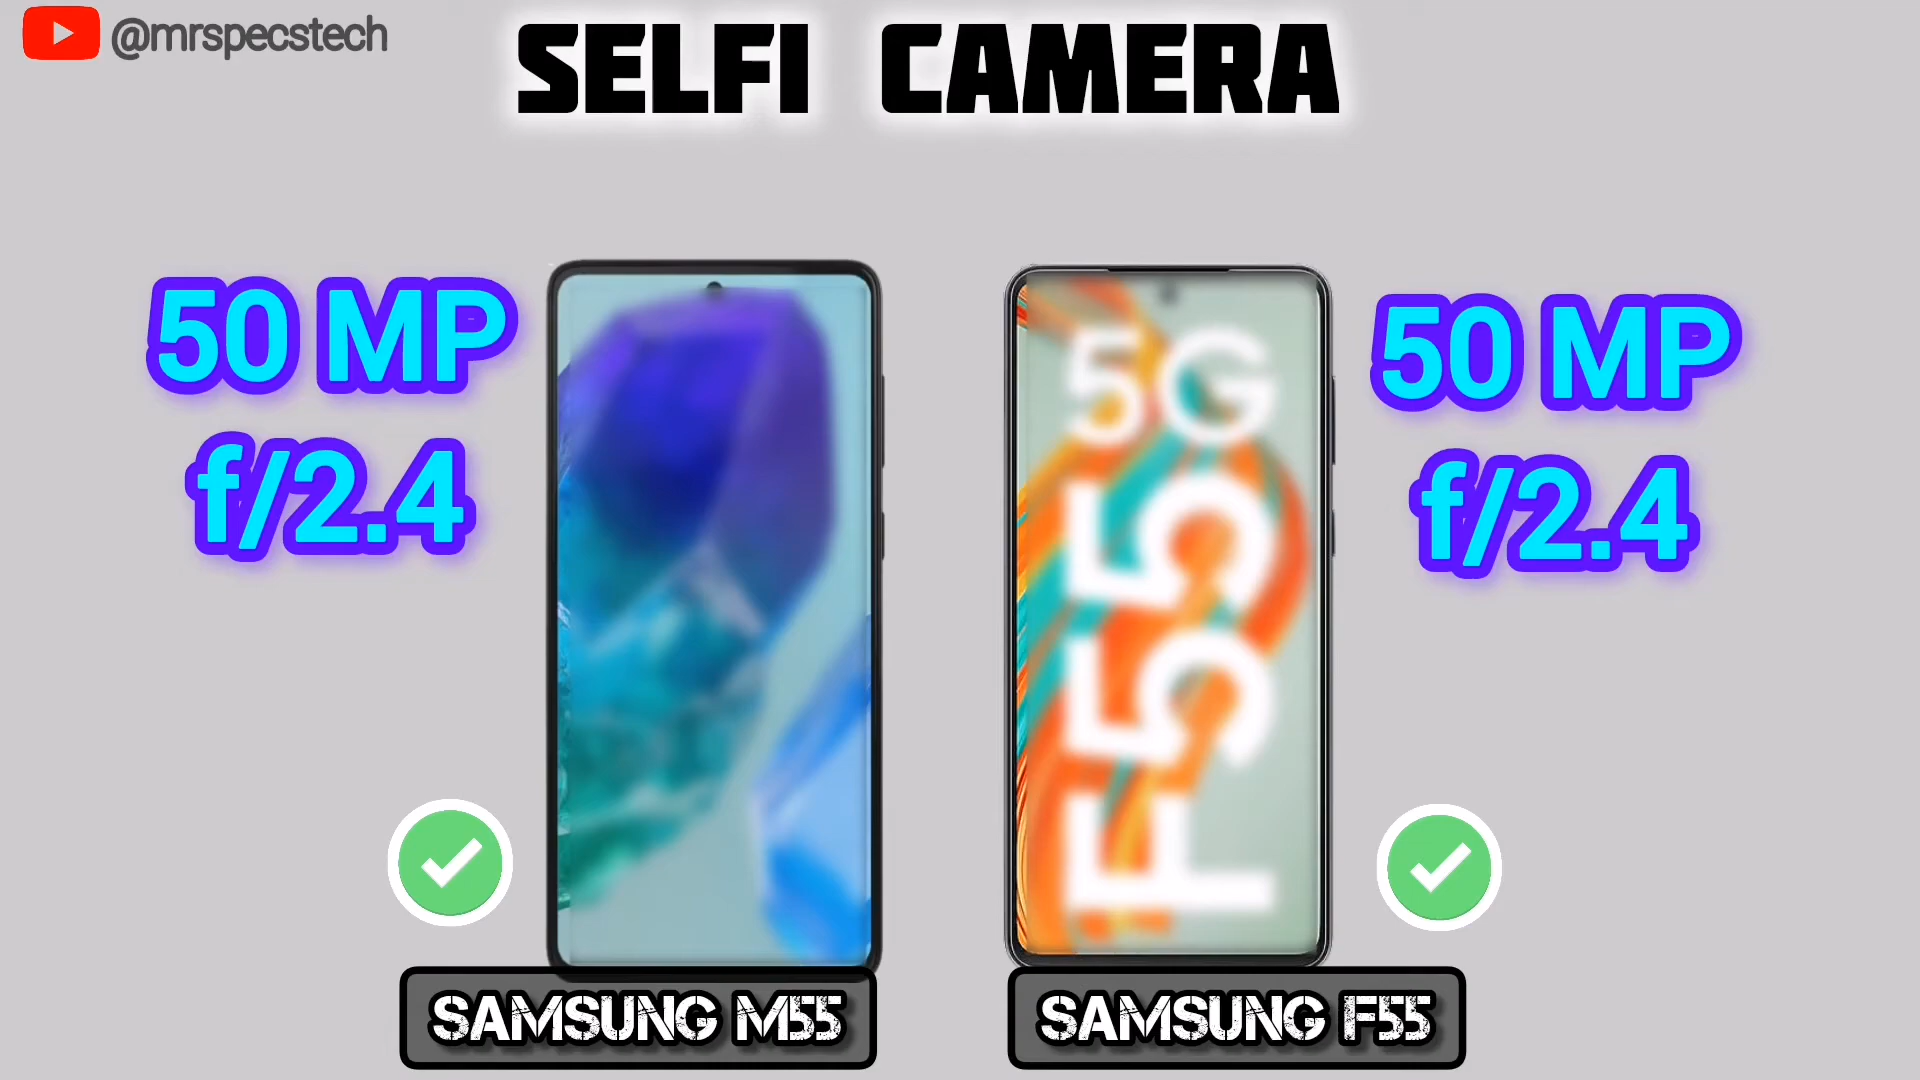 @mrspecstech
SELFI CAMERA
50 MP
f/2.4
50 MP
f/2.4
5G
F55
SAMSUNG M55
SAMSUNG F55